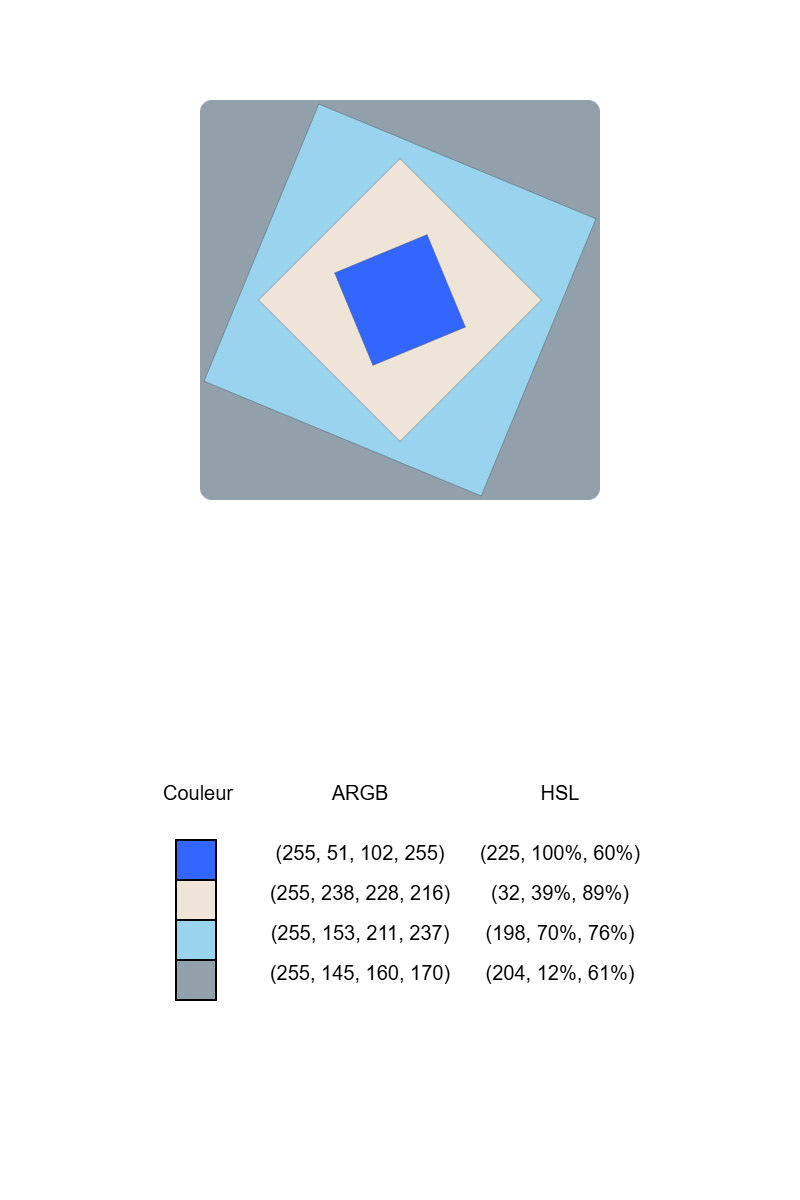 Couleur ARGB HSL
(255, 51, 102, 255) (225, 100%, 60%)
(255, 238, 228, 216) (32, 39%, 89%)
(255, 153, 211, 237) (198, 70%, 76%)
(255, 145, 160, 170) (204, 12%, 61%)